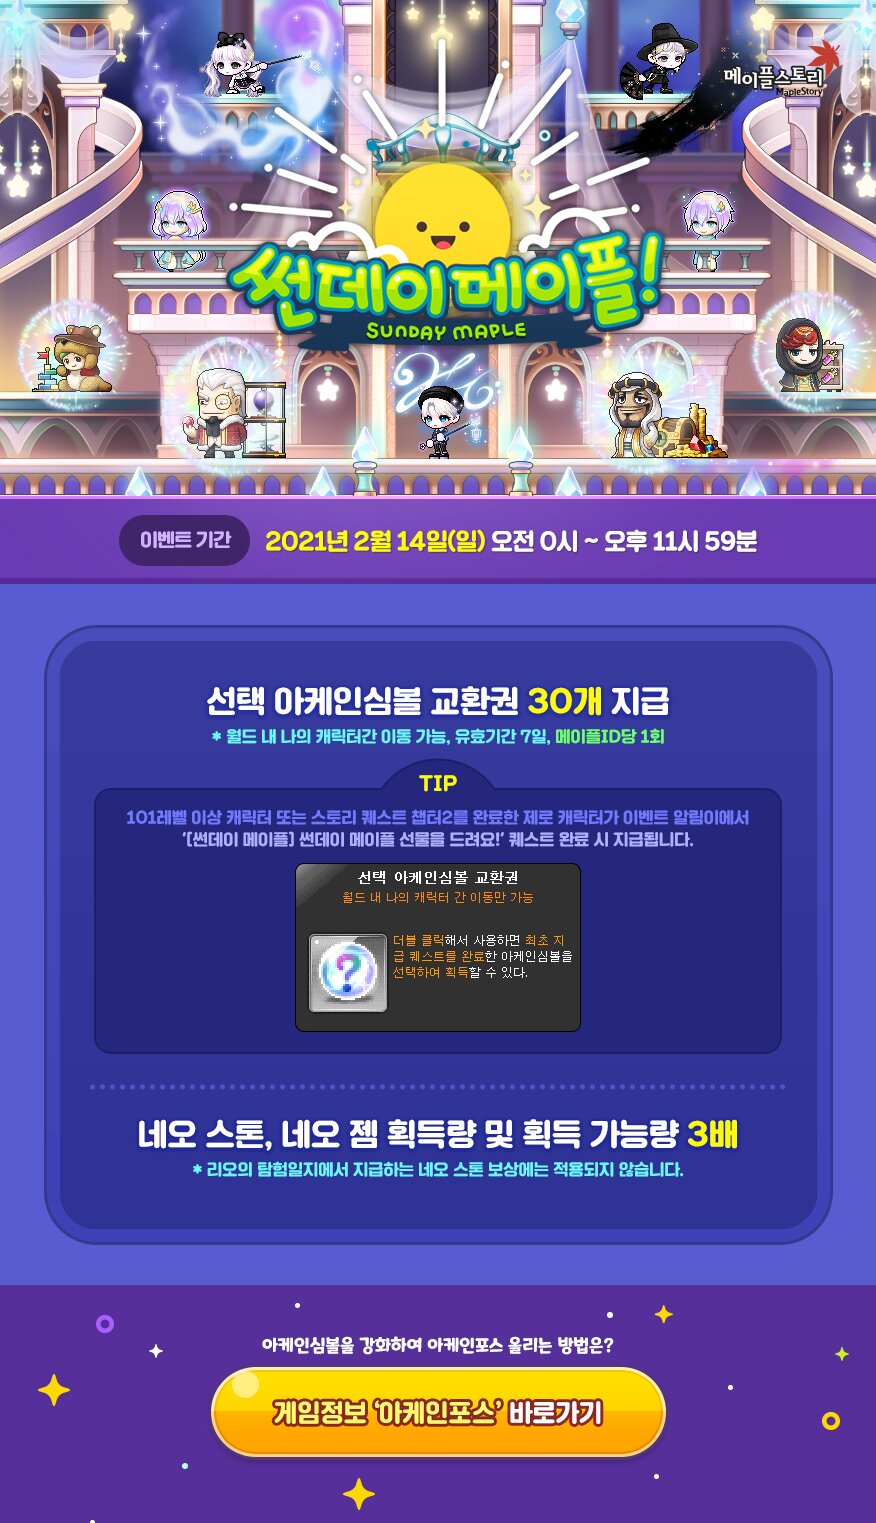 메이플스토리
MapleStory
썬데이 메이플!
SUNDAY MAPLE
이벤트 기간
2021년 2월 14일(일) 오전 0시 ~ 오후 11시 59분
선택 아케인심볼 교환권 30개 지급
* 월드 내 나의 캐릭터간 이동 가능, 유효기간 7일, 메이플ID당 1회
TIP
101레벨 이상 캐릭터 또는 스토리 퀘스트 챕터2를 완료한 제로 캐릭터가 이벤트 알림이에서
'[썬데이 메이플] 썬데이 메이플 선물을 드려요!' 퀘스트 완료 시 지급됩니다.
선택 아케인심볼 교환권
월드 내 나의 캐릭터 간 이동만 가능
더블 클릭해서 사용하면 최초 지
급 퀘스트를 완료한 아케인심볼을
선택하여 획득할 수 있다.
네오 스톤, 네오 젬 획득량 및 획득 가능량 3배
* 리오의 탐험일지에서 지급하는 네오 스톤 보상에는 적용되지 않습니다.
아케인심볼을 강화하여 아케인포스 올리는 방법은?
게임정보 '아케인포스' 바로가기